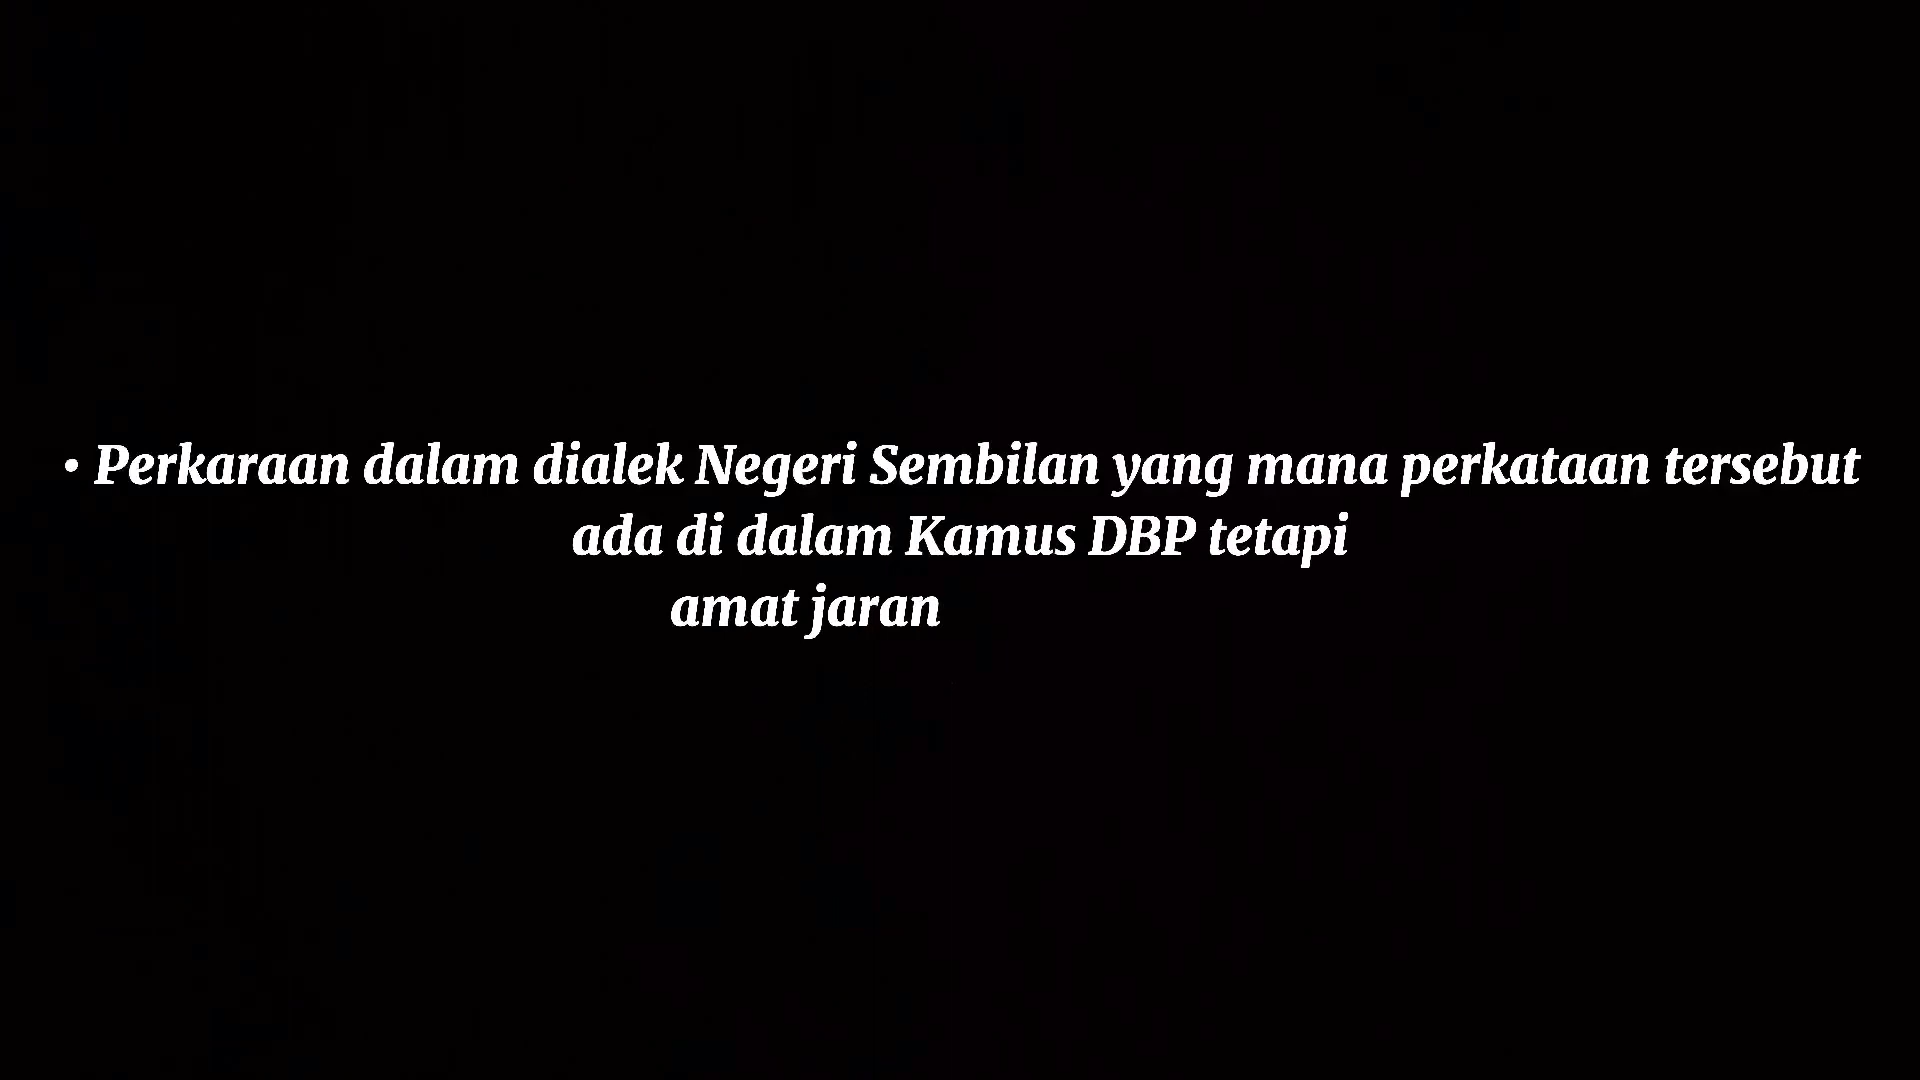 • Perkaraan dalam dialek Negeri Sembilan yang mana perkataan tersebut
ada di dalam Kamus DBP tetapi
amat jaran